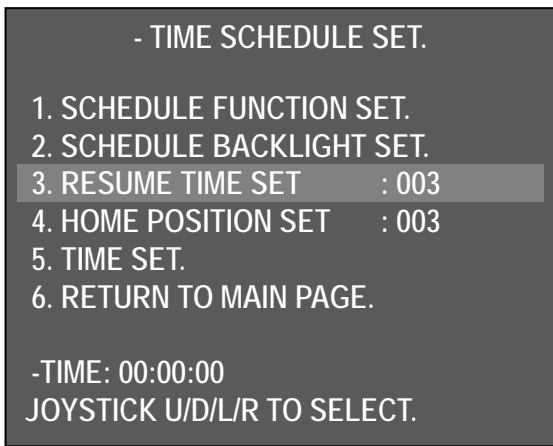 - TIME SCHEDULE SET.
1. SCHEDULE FUNCTION SET.
2. SCHEDULE BACKLIGHT SET.
3. RESUME TIME SET : 003
4. HOME POSITION SET : 003
5. TIME SET.
6. RETURN TO MAIN PAGE.
-TIME: 00:00:00
JOYSTICK U/D/L/R TO SELECT.